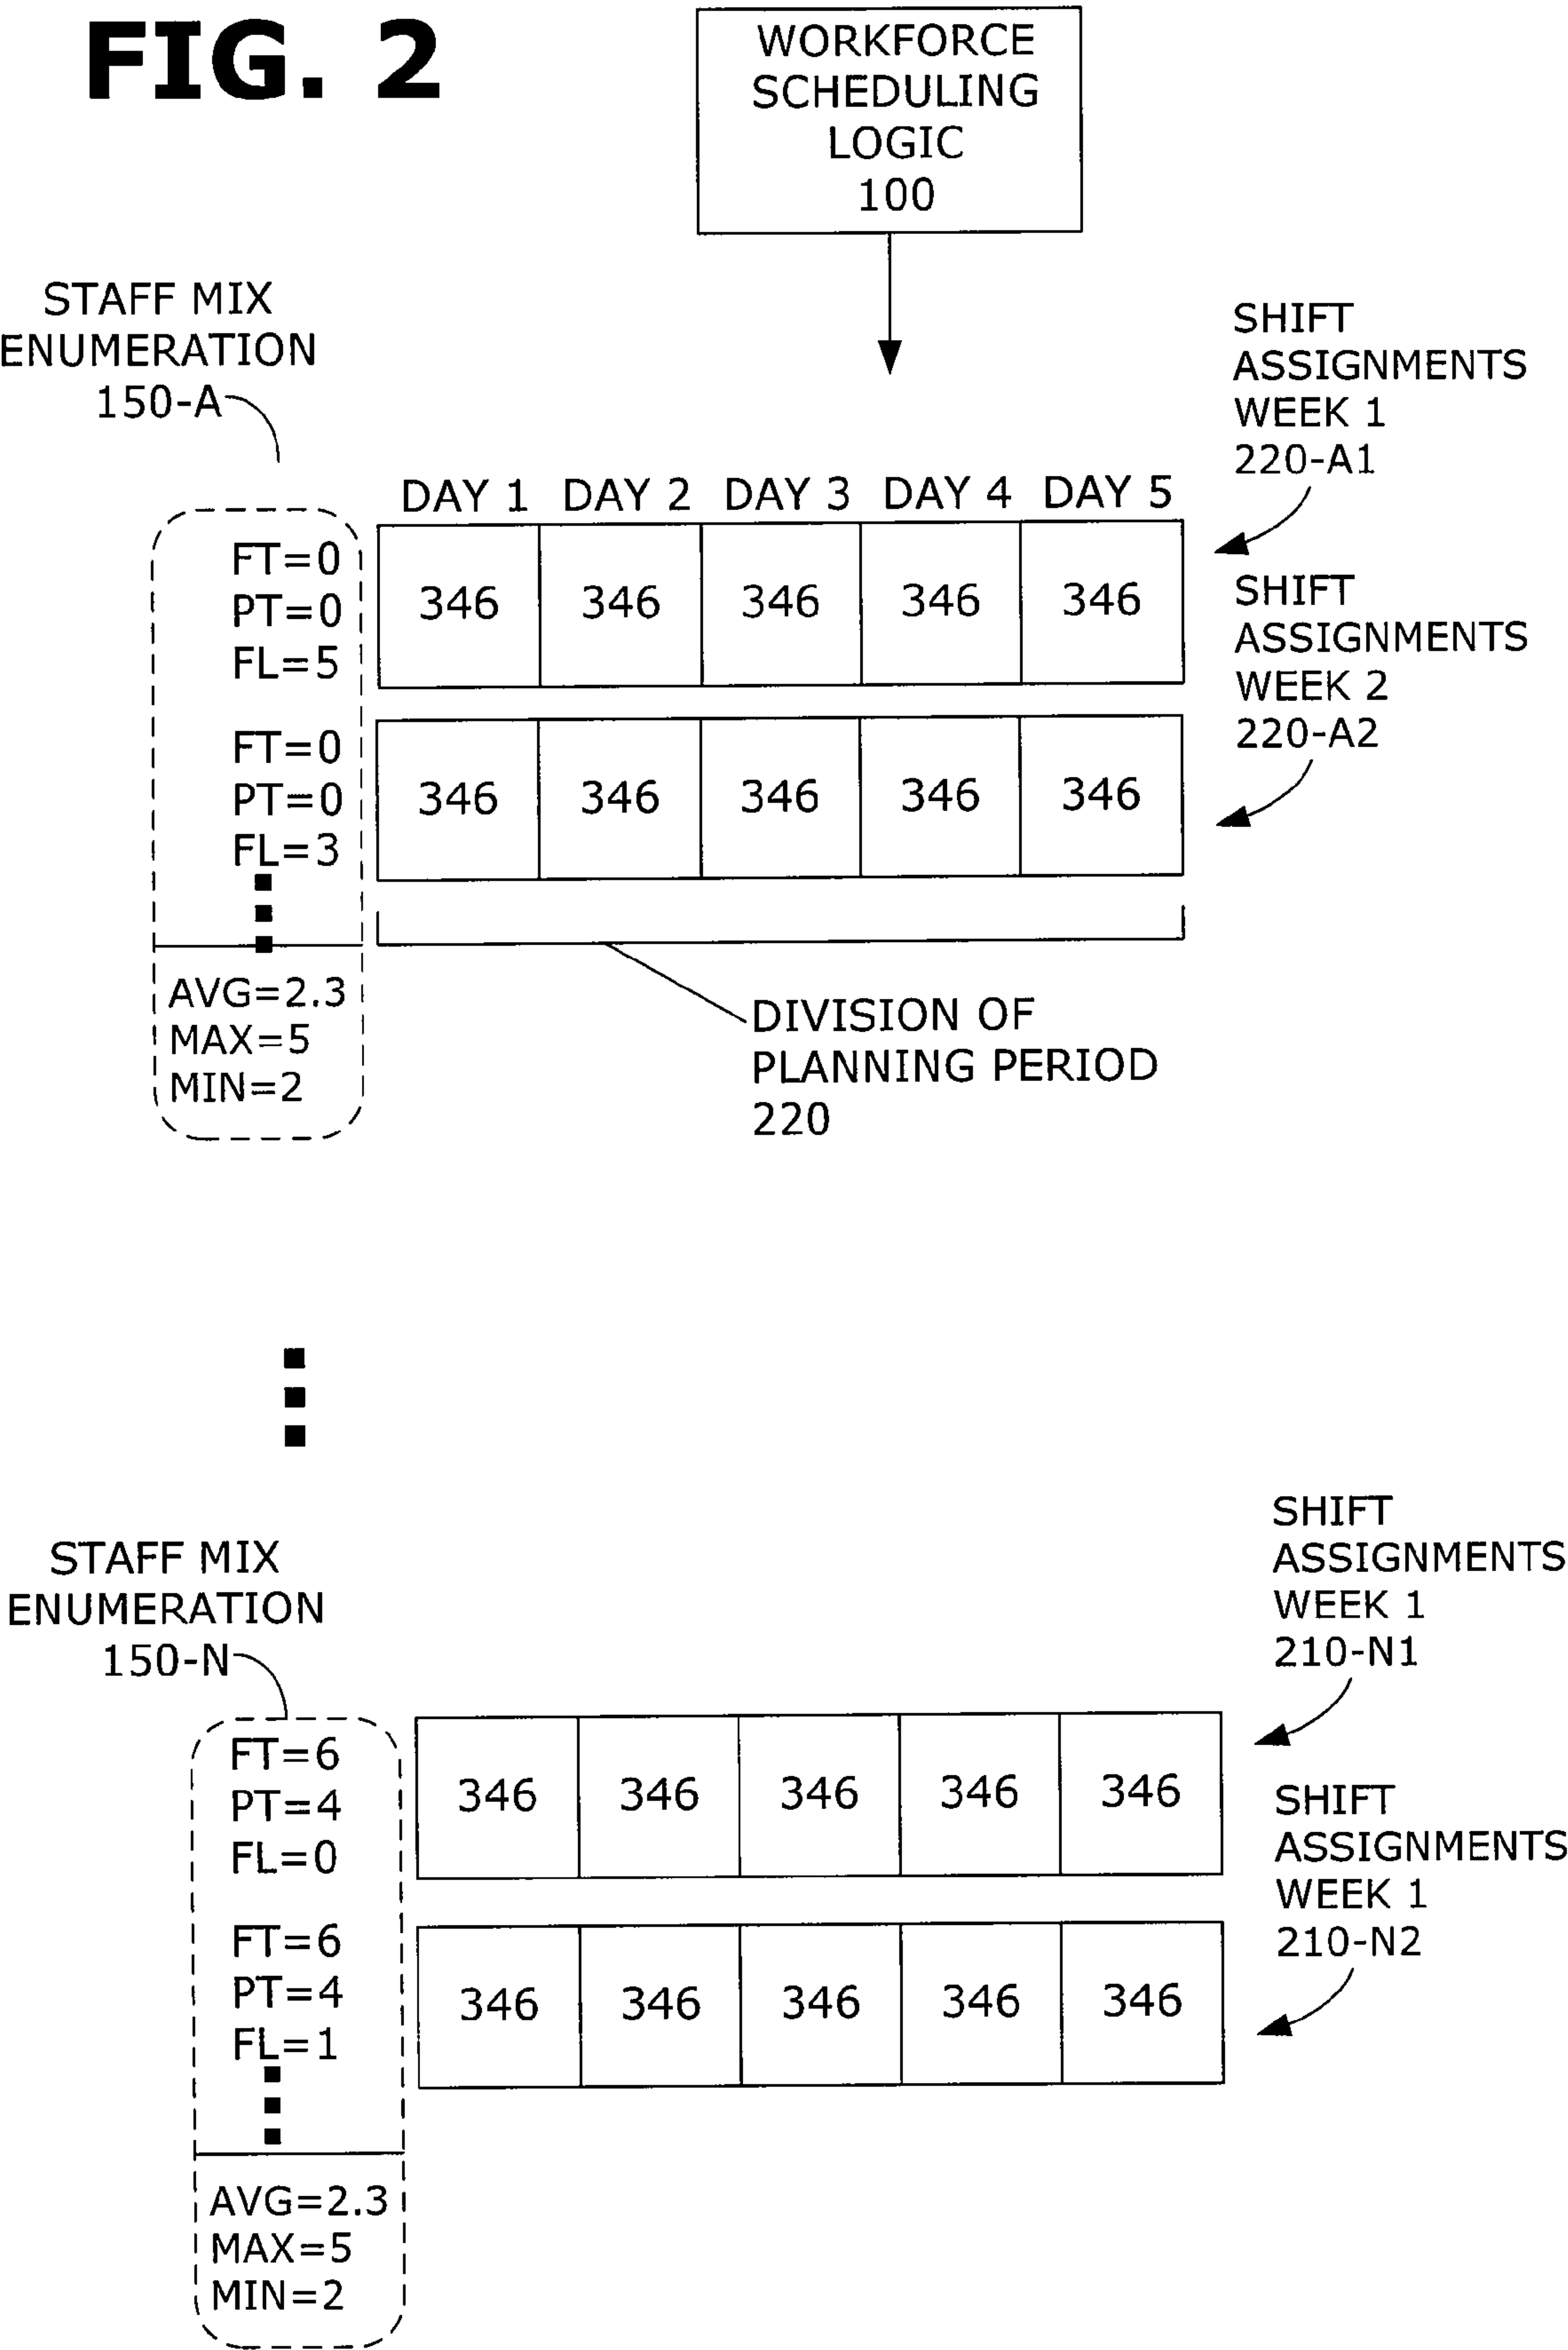 FIG. 2
WORKFORCE
SCHEDULING
LOGIC
100
STAFF MIX
ENUMERATION
150-A
SHIFT
ASSIGNMENTS
WEEK 1
220-A1
DAY 1 DAY 2 DAY 3 DAY 4 DAY 5
FT=0
PT=0
FL=5
346 346 346 346 346
SHIFT
ASSIGNMENTS
WEEK 2
220-A2
FT=0
PT=0
FL=3
346 346 346 346 346
AVG=2.3
MAX=5
MIN=2
DIVISION OF
PLANNING PERIOD
220
STAFF MIX
ENUMERATION
150-N
SHIFT
ASSIGNMENTS
WEEK 1
210-N1
FT=6
PT=4
FL=0
346 346 346 346 346
SHIFT
ASSIGNMENTS
WEEK 1
210-N2
FT=6
PT=4
FL=1
346 346 346 346 346
AVG=2.3
MAX=5
MIN=2